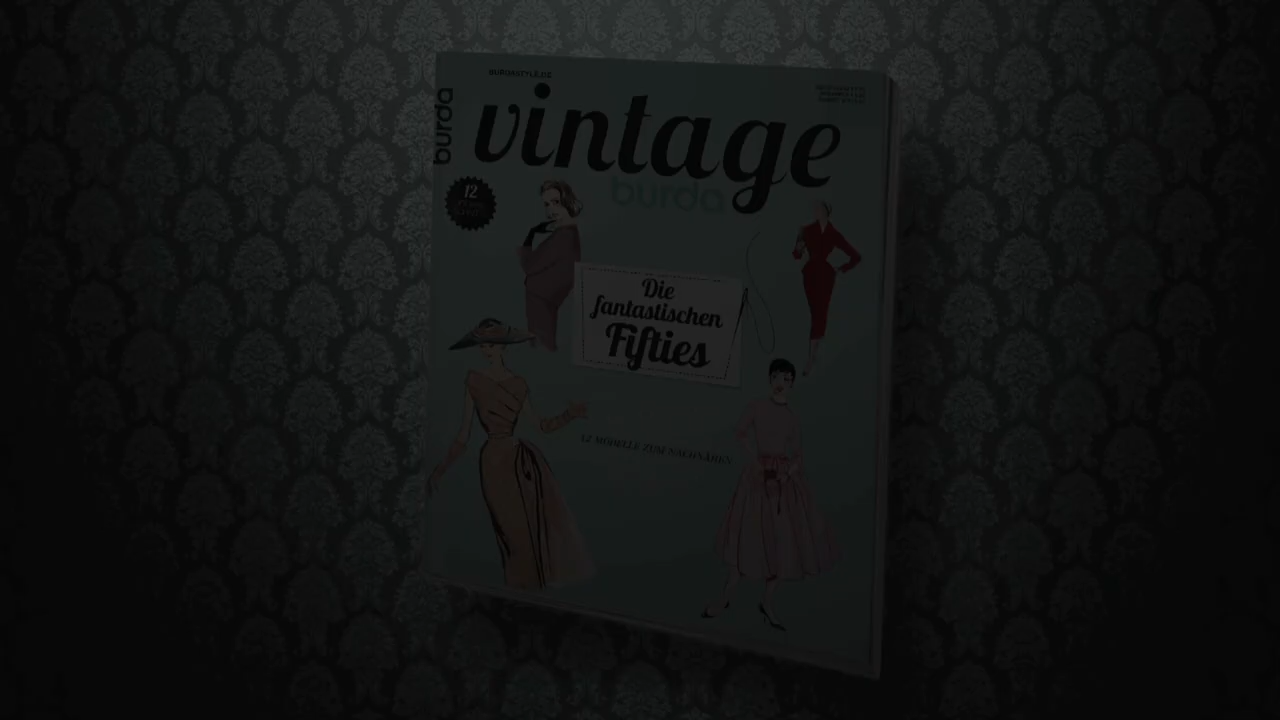 BURDASTYLE.DE
burda
vintage
burda
12
Die
fantastischen
Fifties
12 MODELLE ZUM NACHNÄHEN